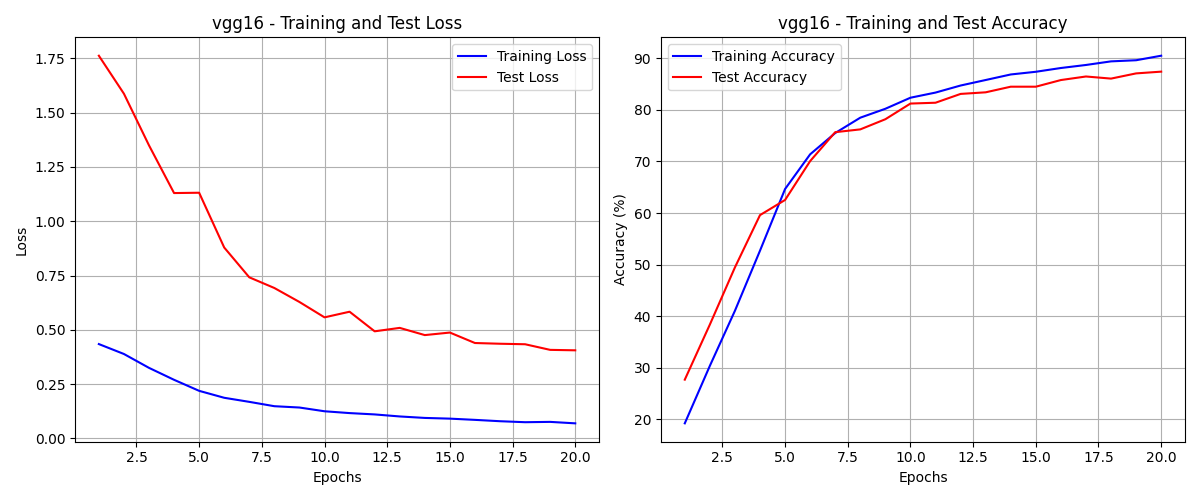 vgg16 - Training and Test Loss
Training Loss
Test Loss
1.75
1.50
1.25
1.00
0.75
0.50
0.25
0.00
Loss
2.5 5.0 7.5 10.0 12.5 15.0 17.5 20.0
Epochs
vgg16 - Training and Test Accuracy
Training Accuracy
Test Accuracy
90
80
70
60
50
40
30
20
Accuracy (%)
2.5 5.0 7.5 10.0 12.5 15.0 17.5 20.0
Epochs